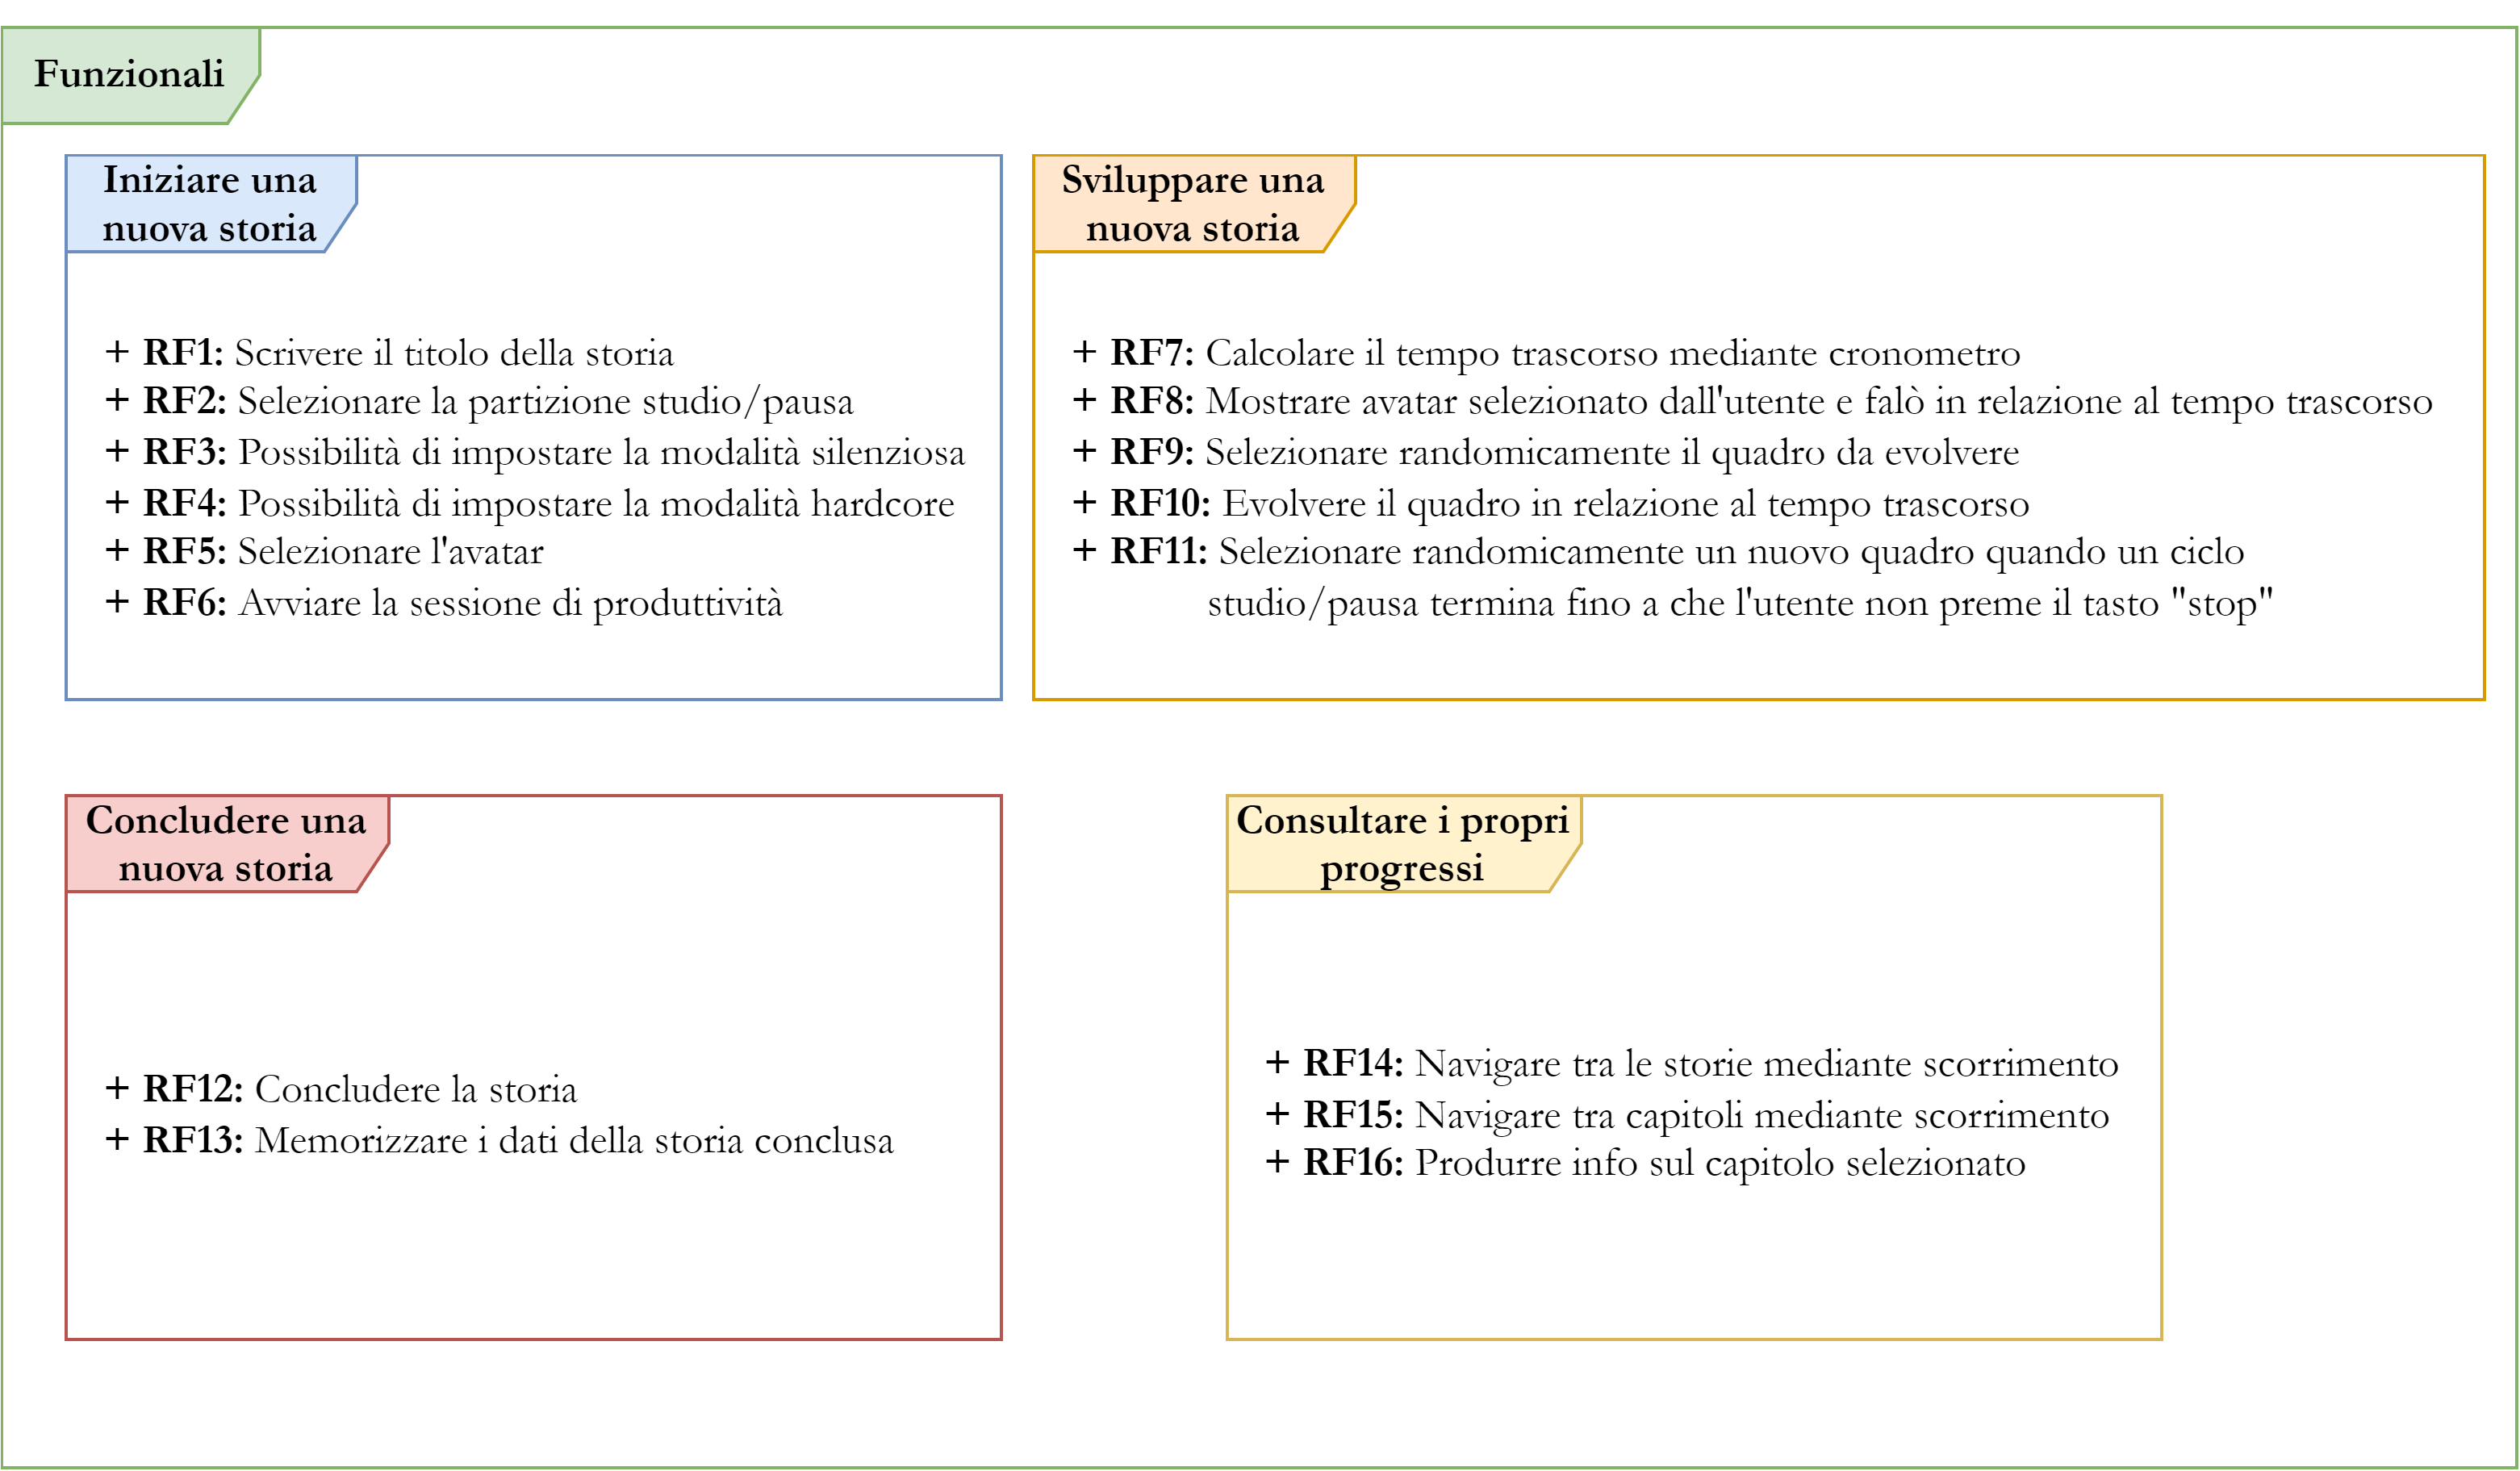 Funzionali
Iniziare una
nuova storia
+ RF1: Scrivere il titolo della storia
+ RF2: Selezionare la partizione studio/pausa
+ RF3: Possibilità di impostare la modalità silenziosa
+ RF4: Possibilità di impostare la modalità hardcore
+ RF5: Selezionare l'avatar
+ RF6: Avviare la sessione di produttività
Sviluppare una
nuova storia
+ RF7: Calcolare il tempo trascorso mediante cronometro
+ RF8: Mostrare avatar selezionato dall'utente e falò in relazione al tempo trascorso
+ RF9: Selezionare randomicamente il quadro da evolvere
+ RF10: Evolvere il quadro in relazione al tempo trascorso
+ RF11: Selezionare randomicamente un nuovo quadro quando un ciclo
studio/pausa termina fino a che l'utente non preme il tasto "stop"
Concludere una
nuova storia
+ RF12: Concludere la storia
+ RF13: Memorizzare i dati della storia conclusa
Consultare i propri
progressi
+ RF14: Navigare tra le storie mediante scorrimento
+ RF15: Navigare tra capitoli mediante scorrimento
+ RF16: Produrre info sul capitolo selezionato